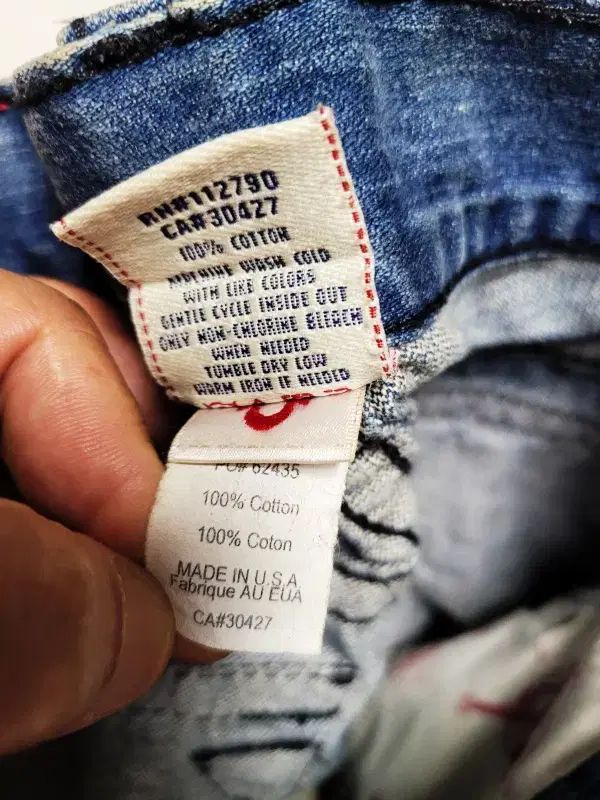 RN#112790
CA#30427
100% COTTON
MACHINE WASH COLD
WITH LIKE COLORS
GENTLE CYCLE INSIDE OUT
ONLY NON-CHLORINE BLEACH
WHEN NEEDED
TUMBLE DRY LOW
WARM IRON IF NEEDED
PO# 62435
100% Cotton
100% Coton
MADE IN U.S.A
Fabrique AU EUA
CA#30427